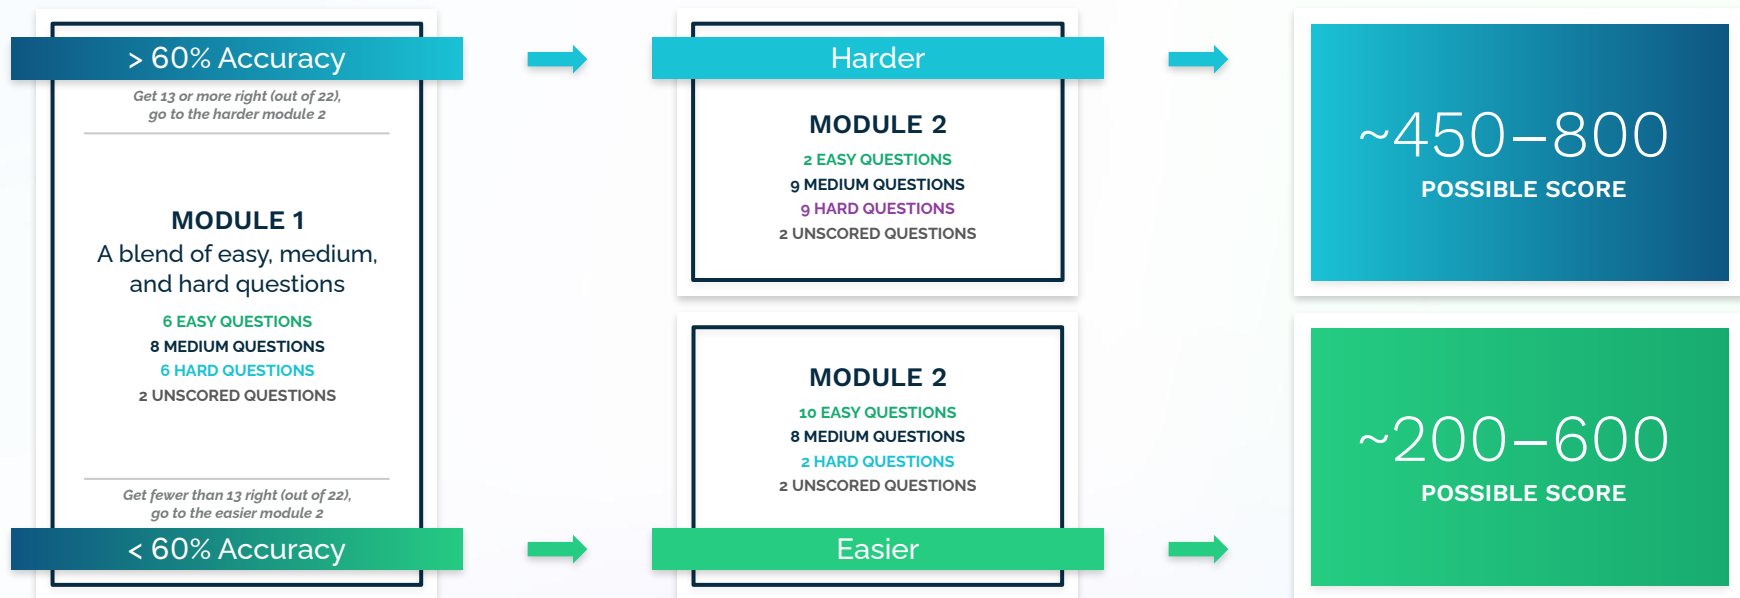 > 60% Accuracy
Get 13 or more right (out of 22),
go to the harder module 2
MODULE 1
A blend of easy, medium,
and hard questions
6 EASY QUESTIONS
8 MEDIUM QUESTIONS
6 HARD QUESTIONS
2 UNSCORED QUESTIONS
Get fewer than 13 right (out of 22),
go to the easier module 2
< 60% Accuracy
Harder
MODULE 2
2 EASY QUESTIONS
9 MEDIUM QUESTIONS
9 HARD QUESTIONS
2 UNSCORED QUESTIONS
MODULE 2
10 EASY QUESTIONS
8 MEDIUM QUESTIONS
2 HARD QUESTIONS
2 UNSCORED QUESTIONS
Easier
~450–800
POSSIBLE SCORE
~200–600
POSSIBLE SCORE